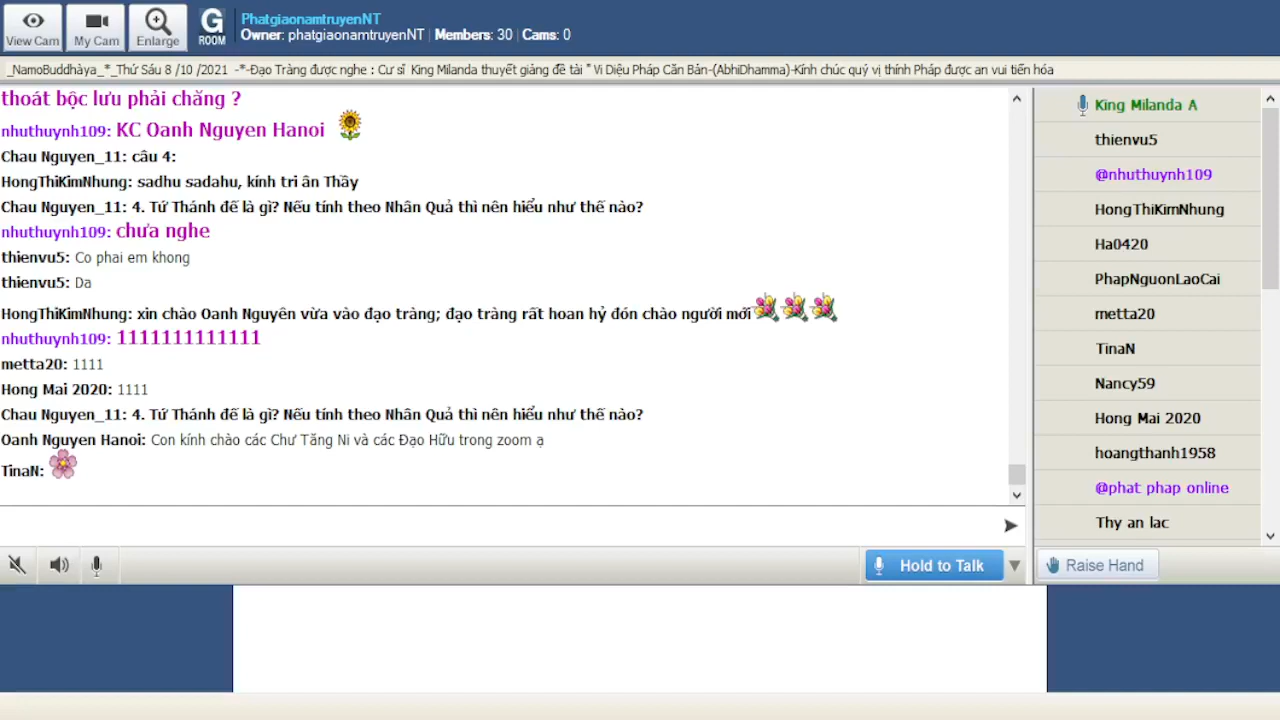 View Cam
My Cam
Enlarge
G
ROOM
PhatgiaonamtruyenNT
Owner: phatgiaonamtruyenNT | Members: 30 | Cams: 0
_NamoBuddhàya_*_Thứ Sáu 8 /10 /2021 -*-Đạo Tràng được nghe : Cư sĩ King Milanda thuyết giảng đề tài " Vi Diệu Pháp Căn Bản-(AbhiDhamma)-Kính chúc quý vị thính Pháp được an vui tiến hóa
thoát bộc lưu phải chăng ?
nhuthuynh109: KC Oanh Nguyen Hanoi
Chau Nguyen_11: câu 4:
HongThiKimNhung: sadhu sadahu, kính tri ân Thầy
Chau Nguyen_11: 4. Tứ Thánh đế là gì? Nếu tính theo Nhân Quả thì nên hiểu như thế nào?
nhuthuynh109: chưa nghe
thienvu5: Co phai em khong
thienvu5: Da
HongThiKimNhung: xin chào Oanh Nguyên vừa vào đạo tràng; đạo tràng rất hoan hỷ đón chào người mới
nhuthuynh109: 1111111111111
metta20: 1111
Hong Mai 2020: 1111
Chau Nguyen_11: 4. Tứ Thánh đế là gì? Nếu tính theo Nhân Quả thì nên hiểu như thế nào?
Oanh Nguyen Hanoi: Con kính chào các Chư Tăng Ni và các Đạo Hữu trong zoom ạ
TinaN:
King Milanda A
thienvu5
@nhuthuynh109
HongThiKimNhung
Ha0420
PhapNguonLaoCai
metta20
TinaN
Nancy59
Hong Mai 2020
hoangthanh1958
@phat phap online
Thy an lac
Hold to Talk
Raise Hand